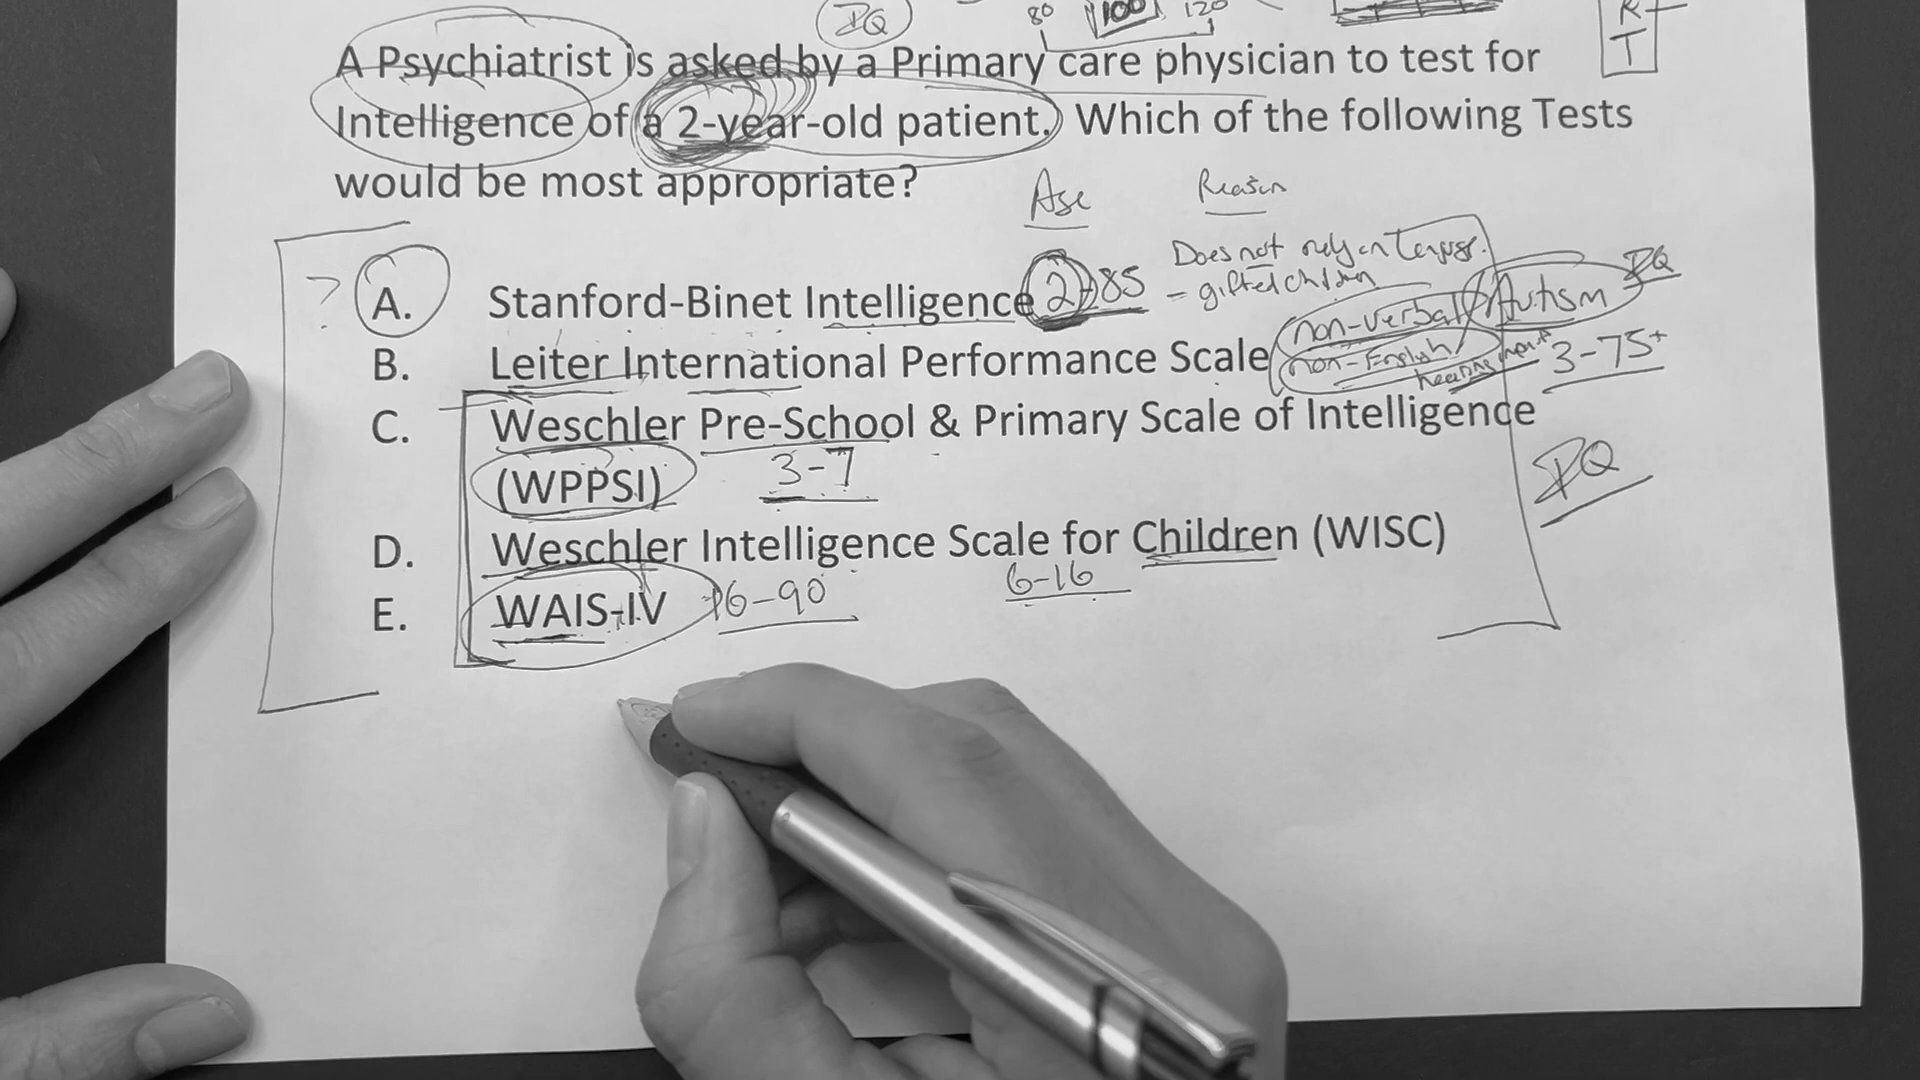 IQ 80 100 120
R
T
A Psychiatrist is asked by a Primary care physician to test for
Intelligence of a 2-year-old patient. Which of the following Tests
would be most appropriate?
Age Reason
Does not rely on
- gifted children
? A. Stanford-Binet Intelligence 2-85
non-verbal / Autism IQ
B. Leiter International Performance Scale
non-English / hearing 3-75+
C. Weschler Pre-School & Primary Scale of Intelligence
(WPPSI) 3-7
IQ
D. Weschler Intelligence Scale for Children (WISC)
6-16
E. WAIS-IV 16-90